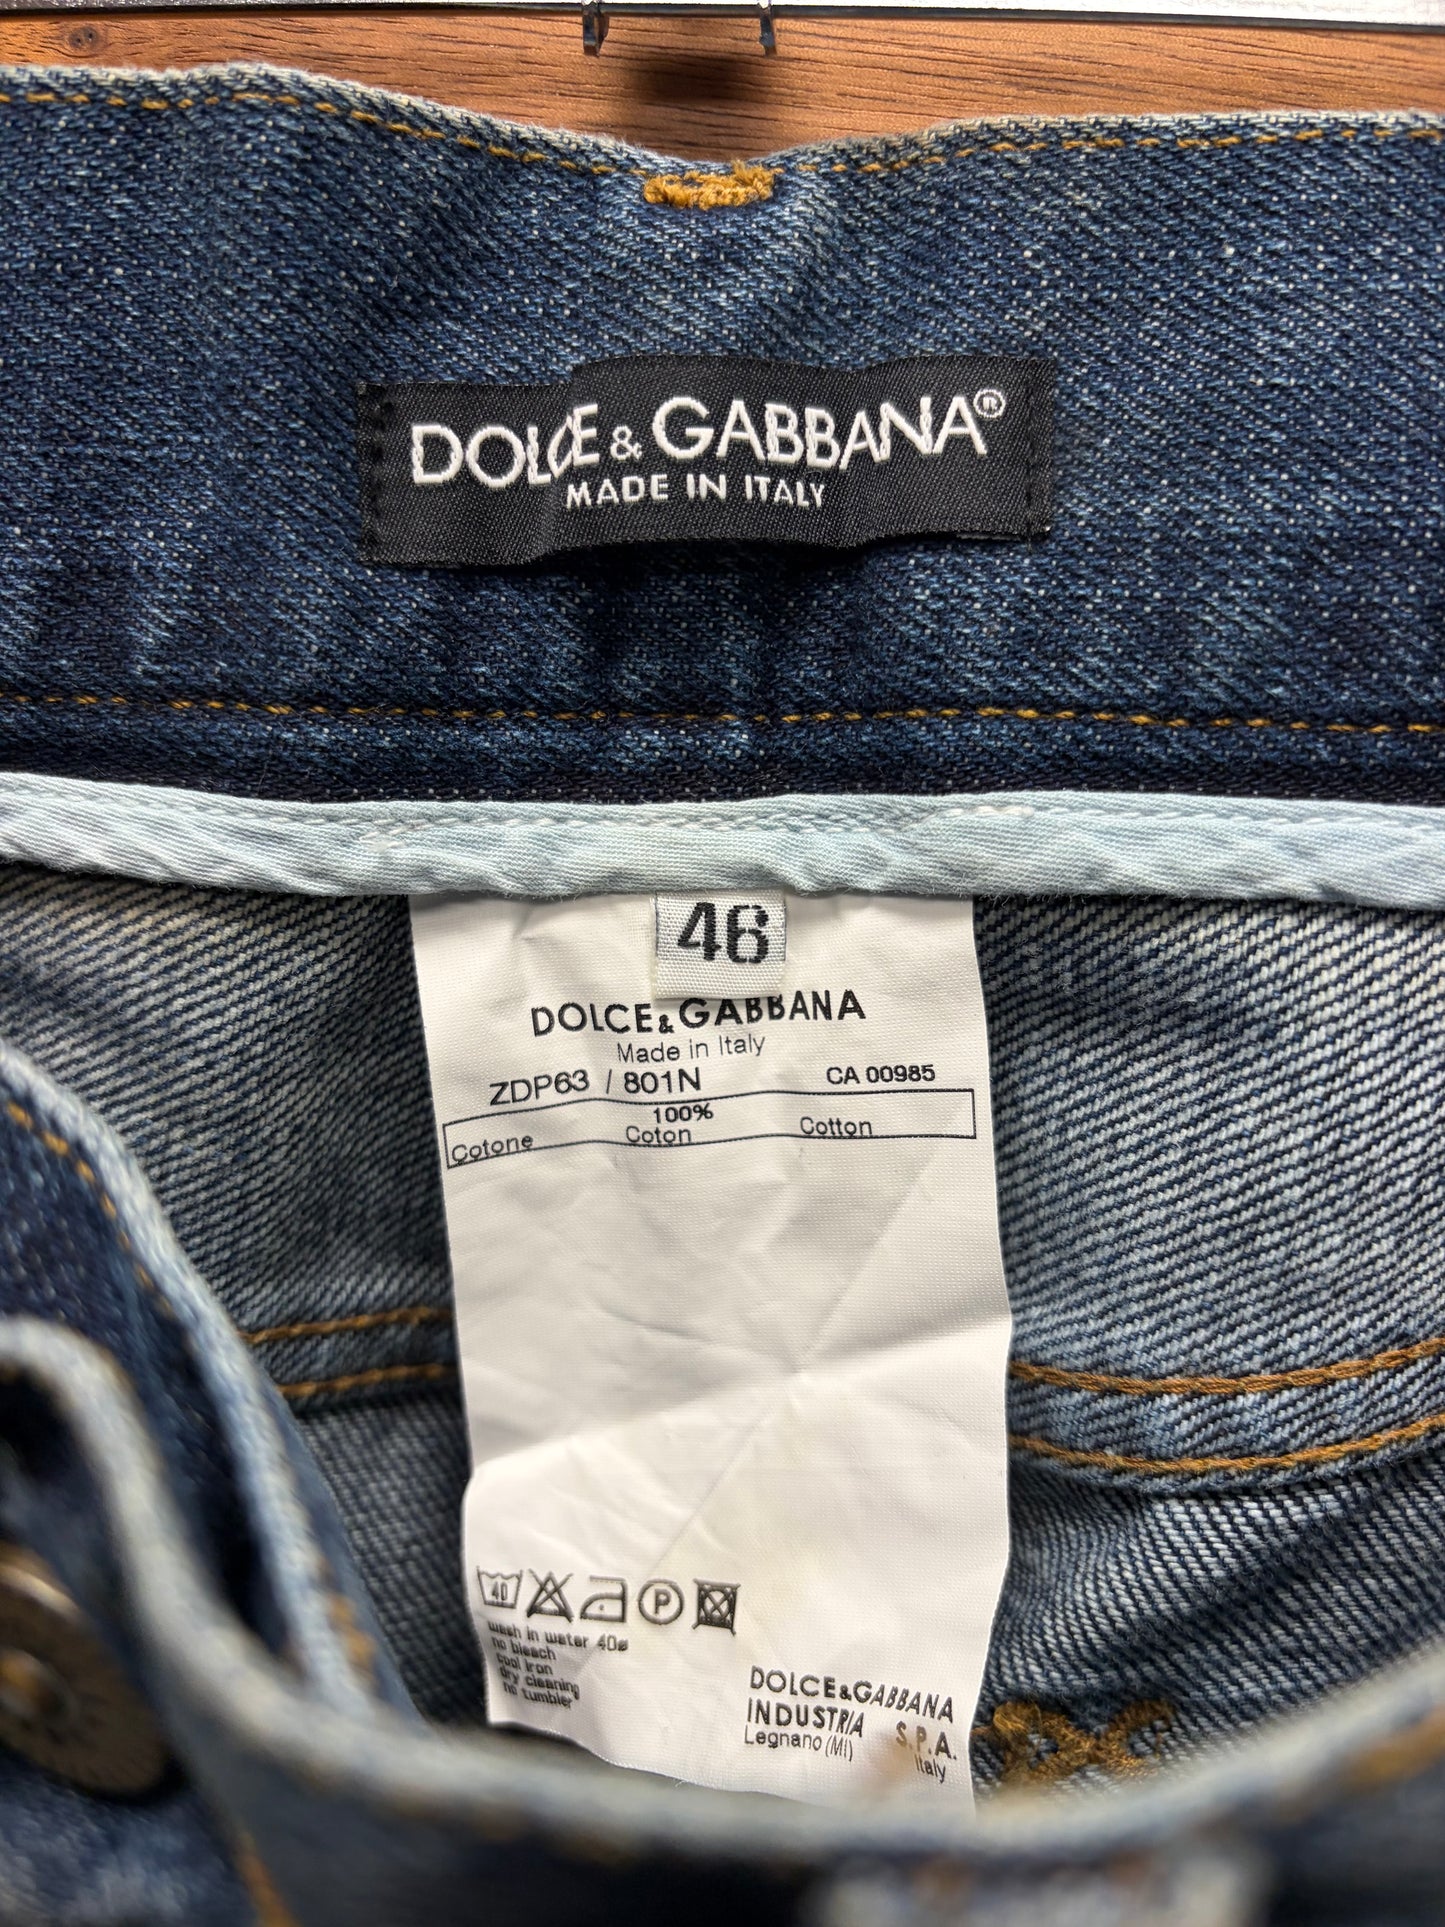 DOLCE & GABBANA®
MADE IN ITALY
46
DOLCE & GABBANA
Made in Italy
ZDP63 / 801N CA 00985
100%
Cotone Coton Cotton
40 P
wash in water 40ø
no bleach
cool iron
dry cleaning
no tumbler
DOLCE&GABBANA
INDUSTRIA S.P.A.
Legnano (MI) Italy